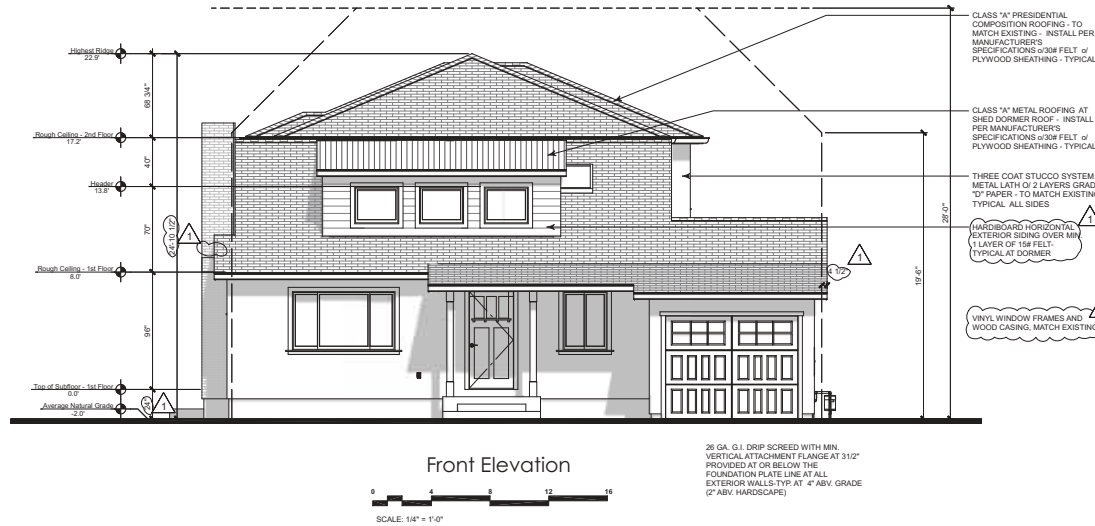 Highest Ridge
22.9'
68 3/4"
Rough Ceiling - 2nd Floor
17.2'
40"
Header
13.8'
70"
24'-10 1/2"
1
Rough Ceiling - 1st Floor
8.0'
96"
Top of Subfloor - 1st Floor
0.0'
Average Natural Grade
-2.0'
24"
1
CLASS "A" PRESIDENTIAL
COMPOSITION ROOFING - TO
MATCH EXISTING - INSTALL PER
MANUFACTURER'S
SPECIFICATIONS o/30# FELT o/
PLYWOOD SHEATHING - TYPICAL
CLASS "A" METAL ROOFING AT
SHED DORMER ROOF - INSTALL
PER MANUFACTURER'S
SPECIFICATIONS o/30# FELT o/
PLYWOOD SHEATHING - TYPICAL
THREE COAT STUCCO SYSTEM
METAL LATH O/ 2 LAYERS GRAD
"D" PAPER - TO MATCH EXISTING
TYPICAL ALL SIDES
1
HARDIBOARD HORIZONTAL
EXTERIOR SIDING OVER MIN
1 LAYER OF 15# FELT-
TYPICAL AT DORMER
VINYL WINDOW FRAMES AND
WOOD CASING, MATCH EXISTING
28'-0"
19'-6"
1
4 1/2"
Front Elevation
0 4 8 12 16
SCALE: 1/4" = 1'-0"
26 GA. G.I. DRIP SCREED WITH MIN.
VERTICAL ATTACHMENT FLANGE AT 31/2"
PROVIDED AT OR BELOW THE
FOUNDATION PLATE LINE AT ALL
EXTERIOR WALLS-TYP. AT 4" ABV. GRADE
(2" ABV. HARDSCAPE)